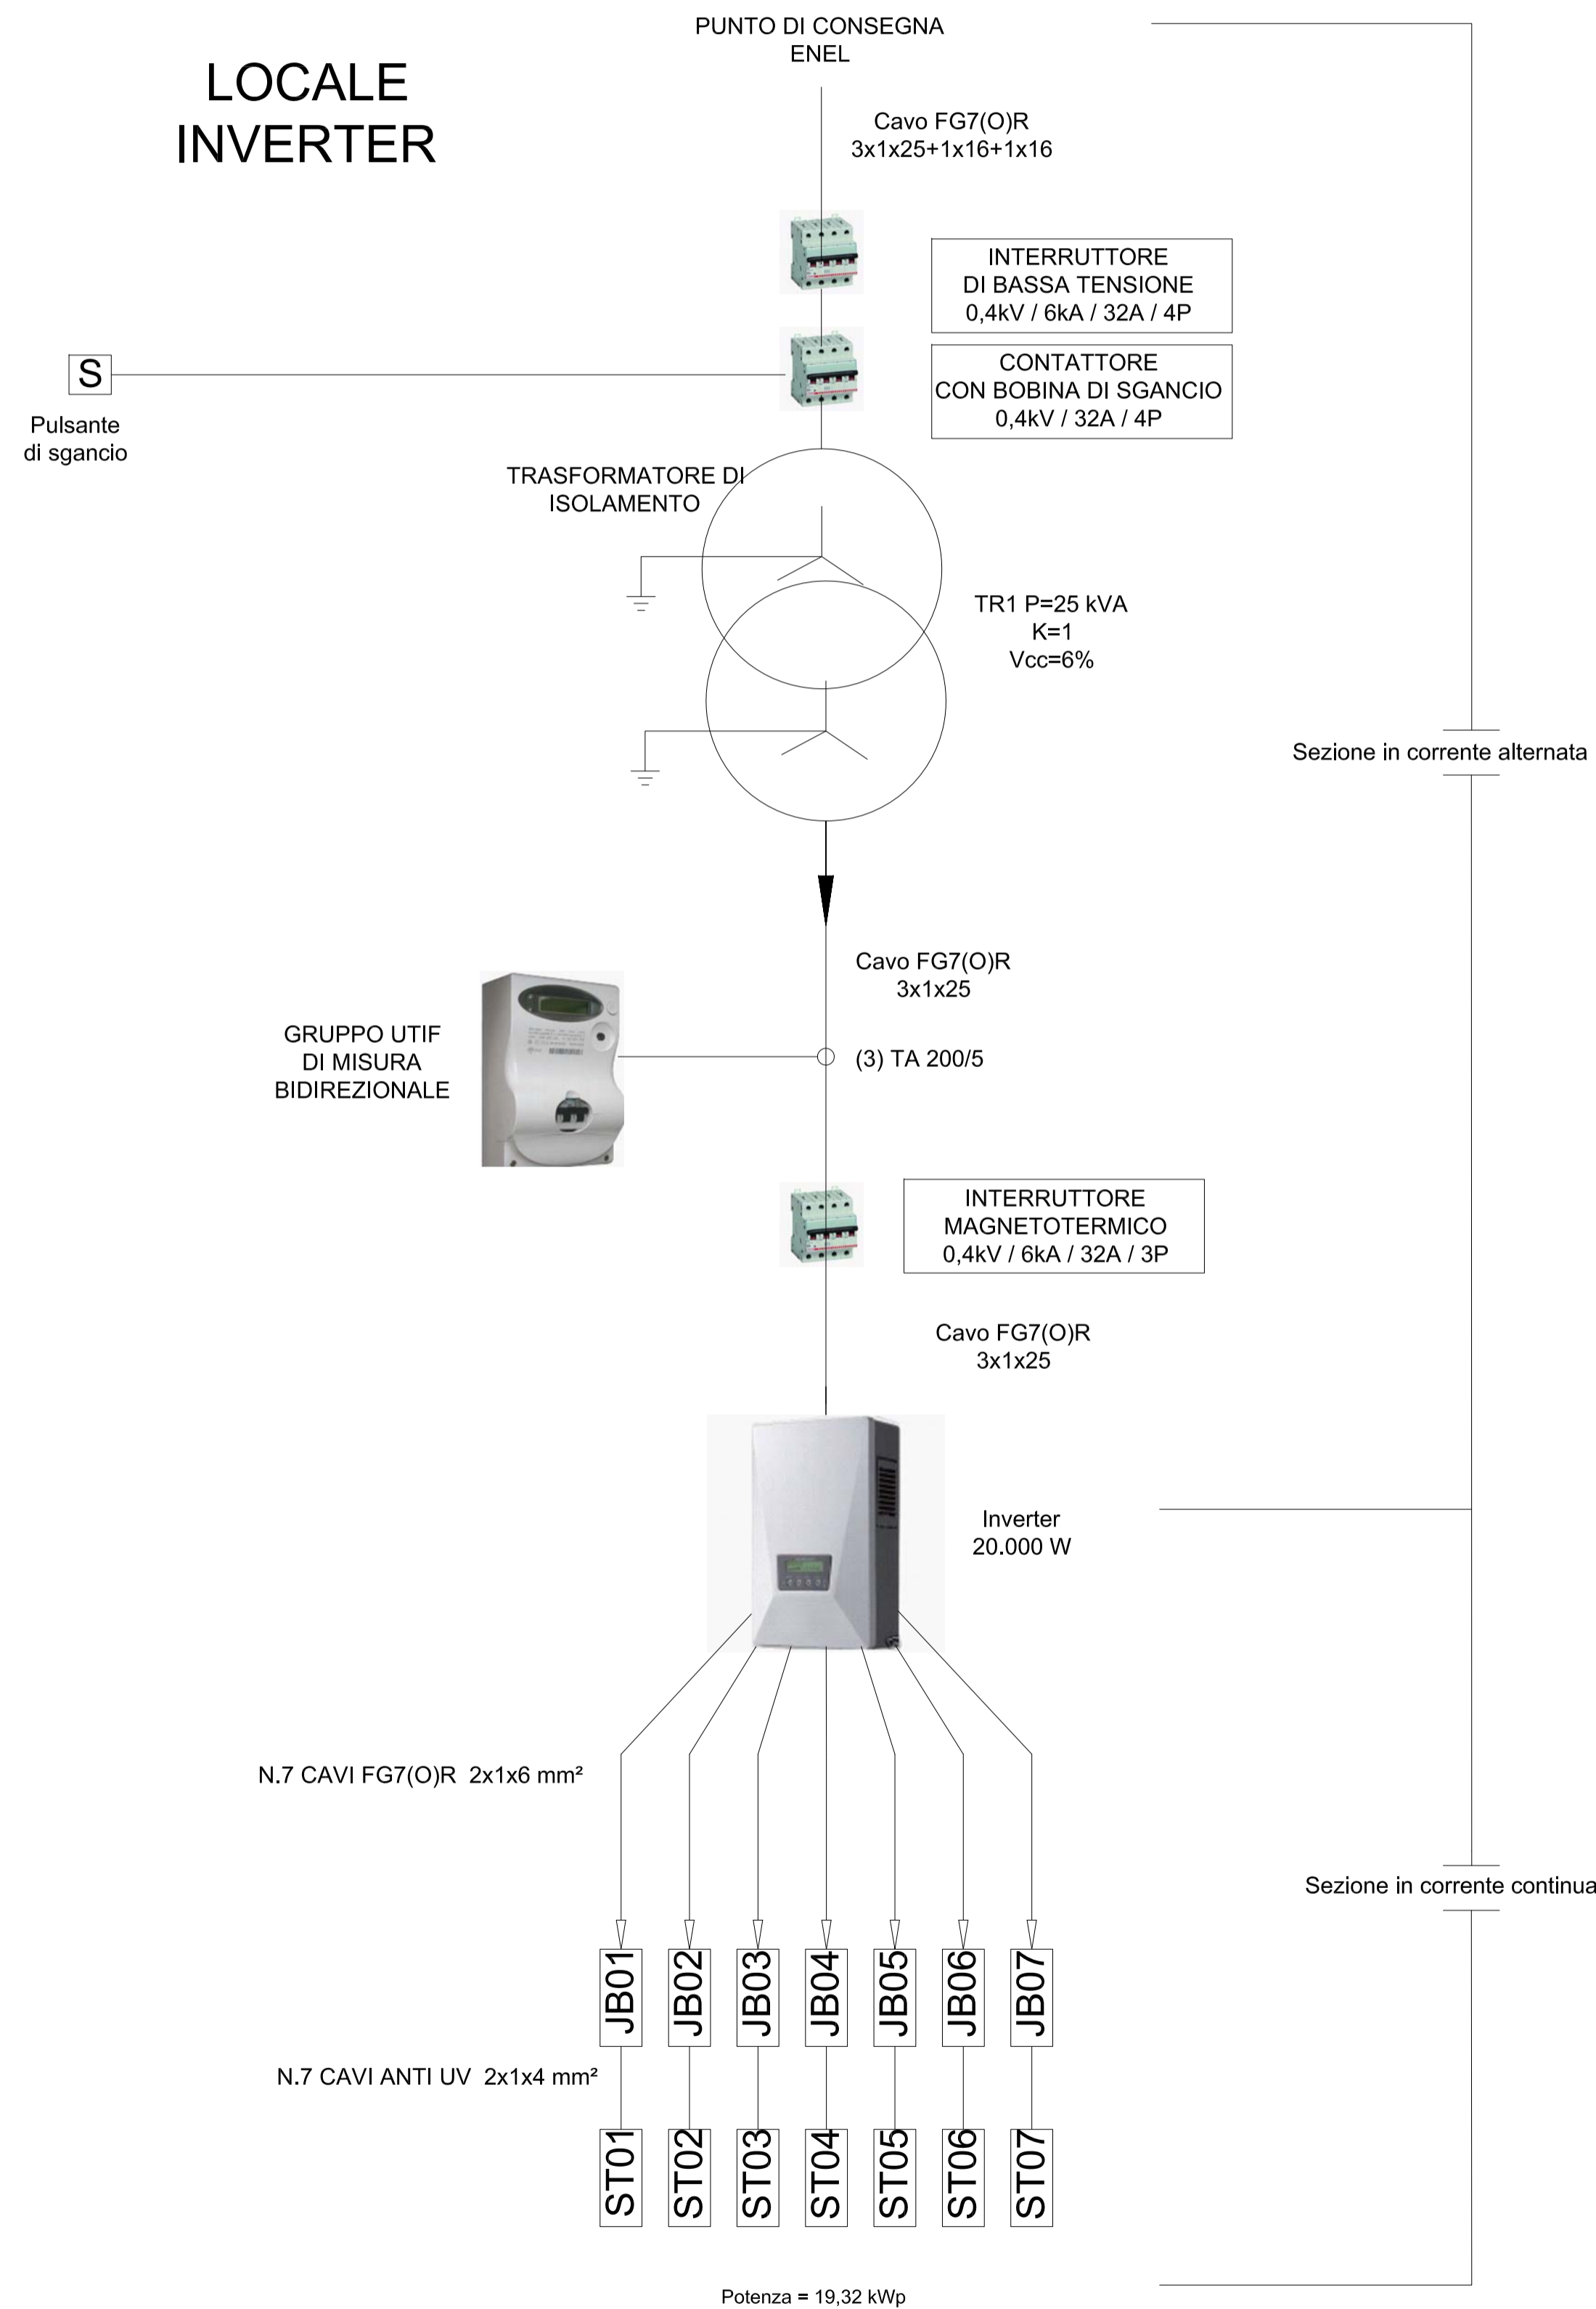 PUNTO DI CONSEGNA
ENEL
LOCALE
INVERTER
Cavo FG7(O)R
3x1x25+1x16+1x16
INTERRUTTORE
DI BASSA TENSIONE
0,4kV / 6kA / 32A / 4P
CONTATTORE
CON BOBINA DI SGANCIO
0,4kV / 32A / 4P
S
Pulsante
di sgancio
TRASFORMATORE DI
ISOLAMENTO
TR1 P=25 kVA
K=1
Vcc=6%
Sezione in corrente alternata
Cavo FG7(O)R
3x1x25
GRUPPO UTIF
DI MISURA
BIDIREZIONALE
(3) TA 200/5
INTERRUTTORE
MAGNETOTERMICO
0,4kV / 6kA / 32A / 3P
Cavo FG7(O)R
3x1x25
Inverter
20.000 W
N.7 CAVI FG7(O)R 2x1x6 mm²
Sezione in corrente continua
JB01
JB02
JB03
JB04
JB05
JB06
JB07
N.7 CAVI ANTI UV 2x1x4 mm²
ST01
ST02
ST03
ST04
ST05
ST06
ST07
Potenza = 19,32 kWp